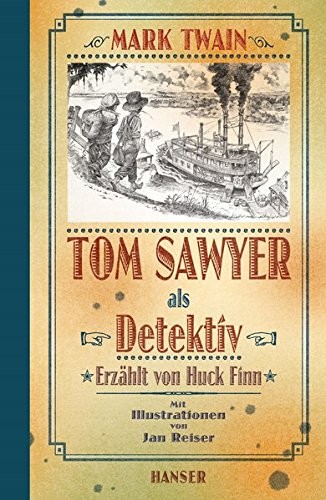 MARK TWAIN
TOM SAWYER
als
Detektiv
Erzählt von Huck Finn
Mit
Illustrationen
von
Jan Reiser
HANSER